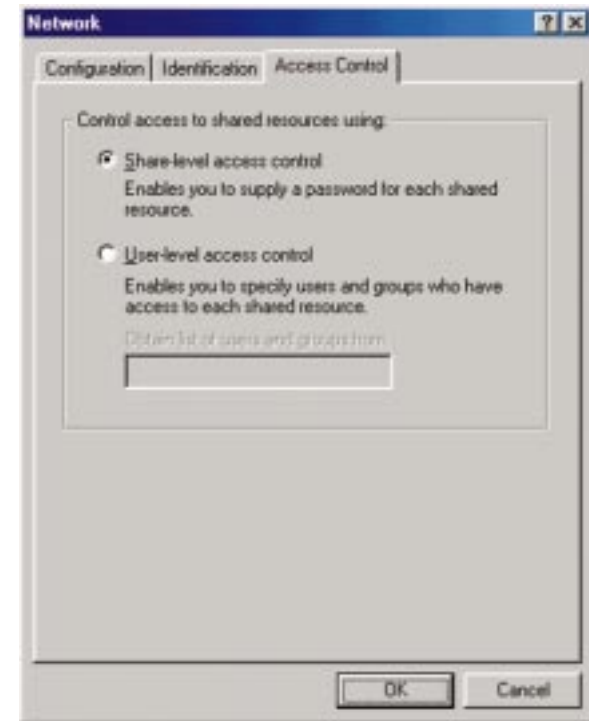 Network
Configuration Identification Access Control
Control access to shared resources using:
Share-level access control
Enables you to supply a password for each shared
resource.
User-level access control
Enables you to specify users and groups who have
access to each shared resource.
Obtain list of users and groups from:
OK Cancel